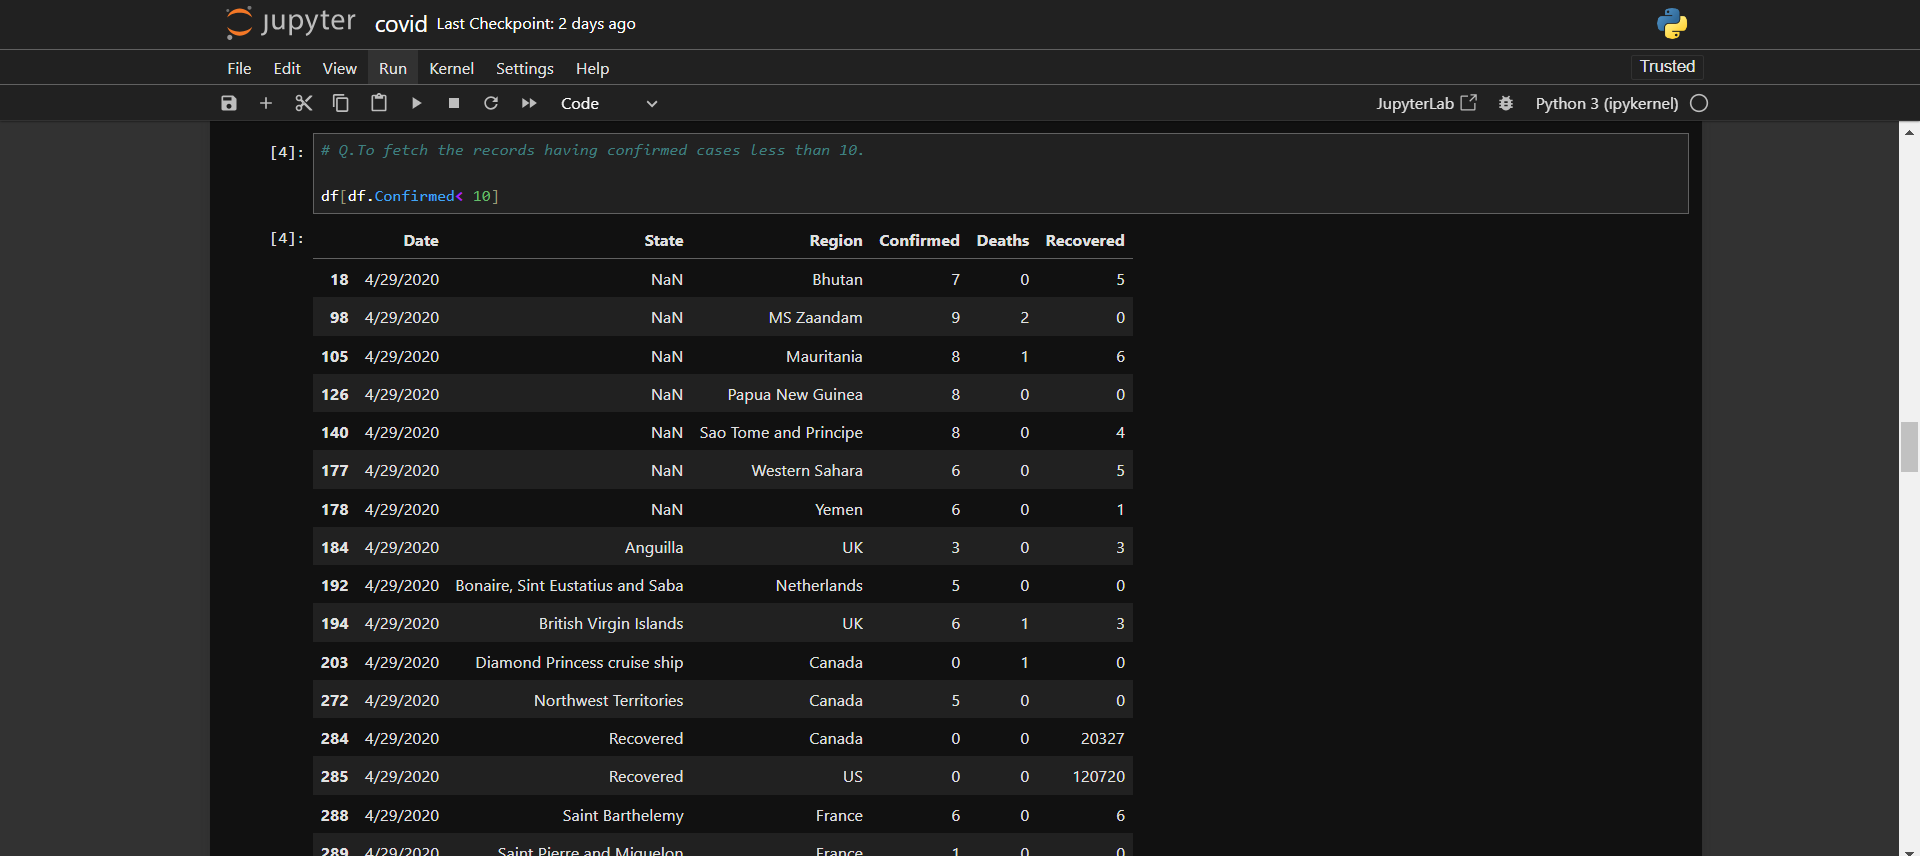 jupyter covid Last Checkpoint: 2 days ago
File Edit View Run Kernel Settings Help Trusted
Code JupyterLab Python 3 (ipykernel)
[4]: # Q.To fetch the records having confirmed cases less than 10.
df[df.Confirmed< 10]
[4]: Date State Region Confirmed Deaths Recovered
18 4/29/2020 NaN Bhutan 7 0 5
98 4/29/2020 NaN MS Zaandam 9 2 0
105 4/29/2020 NaN Mauritania 8 1 6
126 4/29/2020 NaN Papua New Guinea 8 0 0
140 4/29/2020 NaN Sao Tome and Principe 8 0 4
177 4/29/2020 NaN Western Sahara 6 0 5
178 4/29/2020 NaN Yemen 6 0 1
184 4/29/2020 Anguilla UK 3 0 3
192 4/29/2020 Bonaire, Sint Eustatius and Saba Netherlands 5 0 0
194 4/29/2020 British Virgin Islands UK 6 1 3
203 4/29/2020 Diamond Princess cruise ship Canada 0 1 0
272 4/29/2020 Northwest Territories Canada 5 0 0
284 4/29/2020 Recovered Canada 0 0 20327
285 4/29/2020 Recovered US 0 0 120720
288 4/29/2020 Saint Barthelemy France 6 0 6
289 4/29/2020 Saint Pierre and Miquelon France 1 0 0